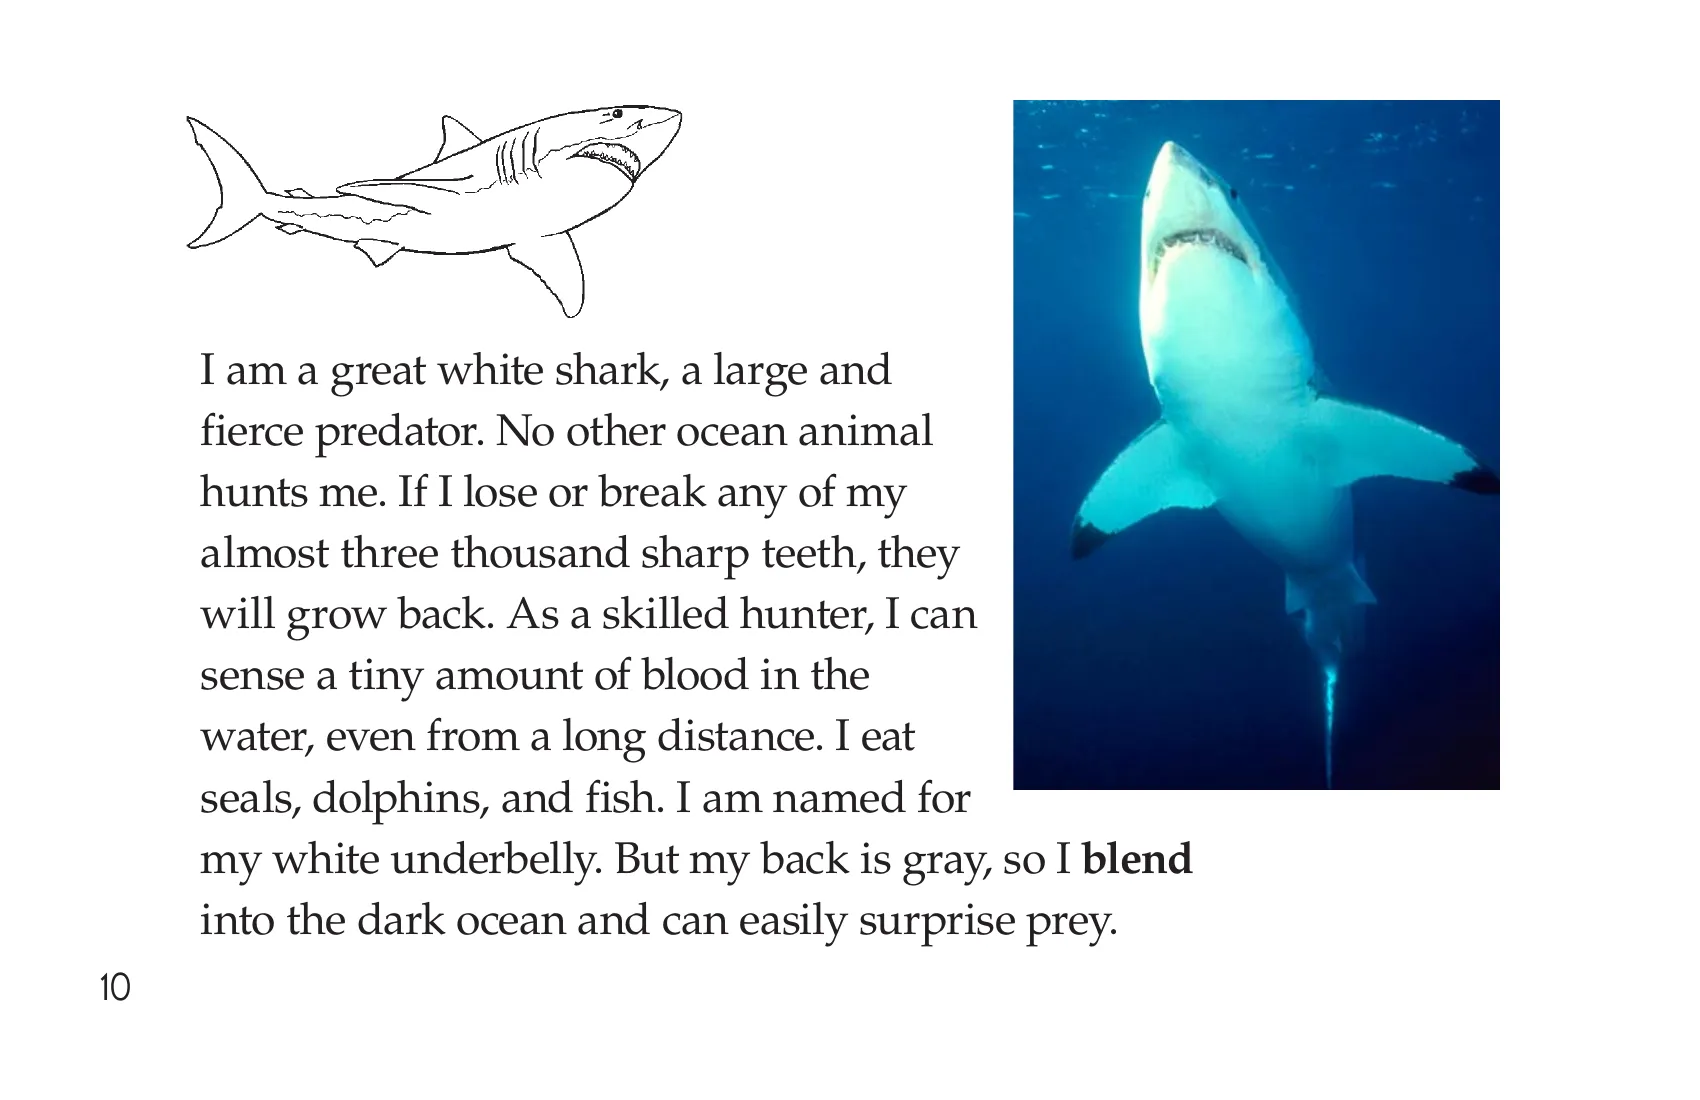 I am a great white shark, a large and
fierce predator. No other ocean animal
hunts me. If I lose or break any of my
almost three thousand sharp teeth, they
will grow back. As a skilled hunter, I can
sense a tiny amount of blood in the
water, even from a long distance. I eat
seals, dolphins, and fish. I am named for
my white underbelly. But my back is gray, so I blend
into the dark ocean and can easily surprise prey.
10